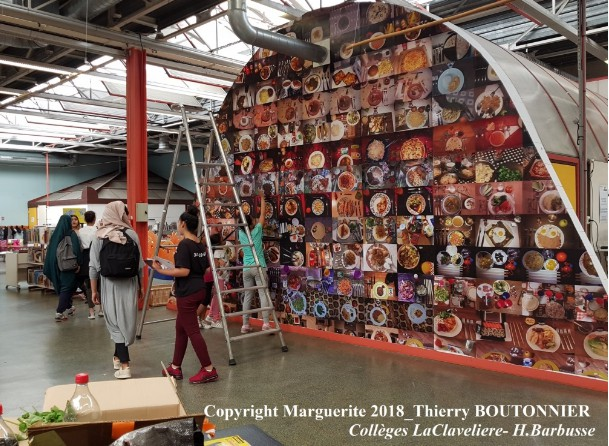 Copyright Marguerite 2018_Thierry BOUTONNIER
Collèges LaClaveliere- H.Barbusse